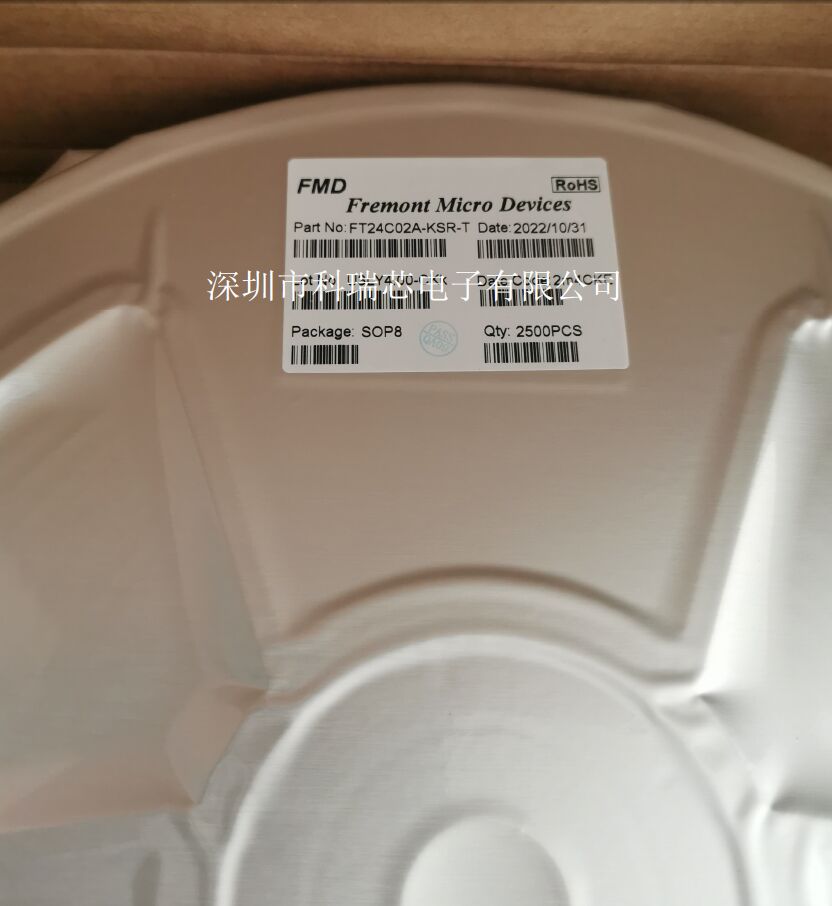 FMD
RoHS
Fremont Micro Devices
Part No: FT24C02A-KSR-T Date: 2022/10/31
深圳市科瑞芯电子有限公司
Package: SOP8
PASS
Qty: 2500PCS